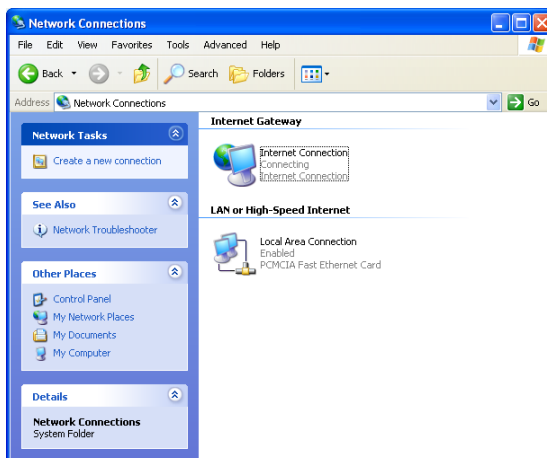 Network Connections
File Edit View Favorites Tools Advanced Help
Back Search Folders
Address Network Connections Go
Network Tasks
Create a new connection
See Also
Network Troubleshooter
Other Places
Control Panel
My Network Places
My Documents
My Computer
Details
Network Connections
System Folder
Internet Gateway
Internet Connection
Connecting
Internet Connection
LAN or High-Speed Internet
Local Area Connection
Enabled
PCMCIA Fast Ethernet Card